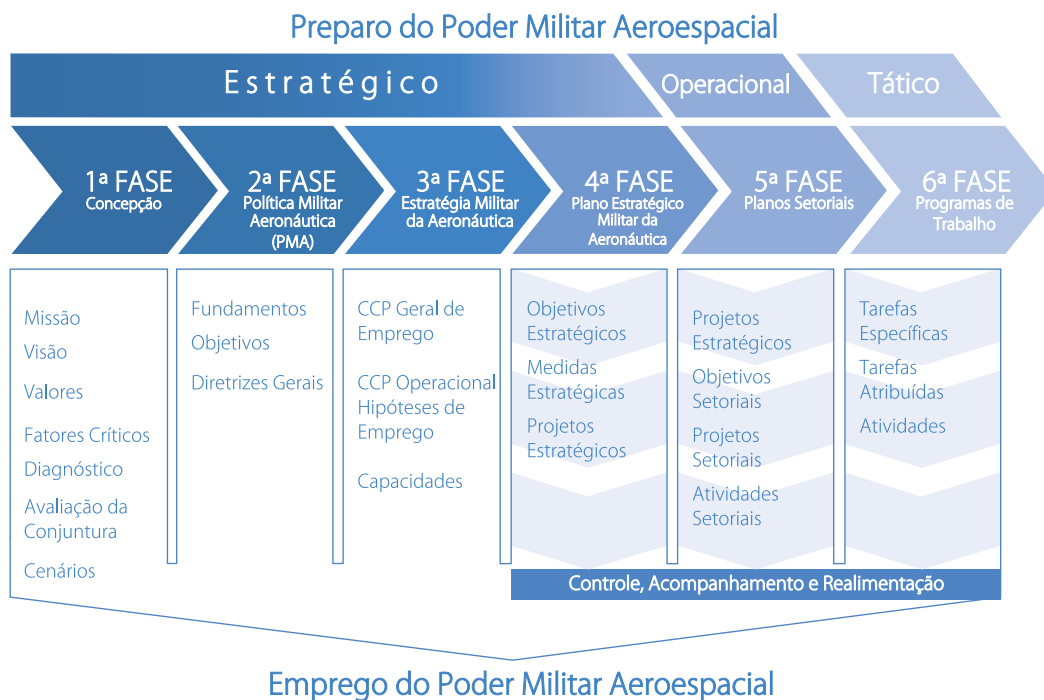 Preparo do Poder Militar Aeroespacial
Estratégico
Operacional
Tático
1ª FASE
Concepção
2ª FASE
Política Militar
Aeronáutica
(PMA)
3ª FASE
Estratégia Militar
da Aeronáutica
4ª FASE
Plano Estratégico
Militar da
Aeronáutica
5ª FASE
Planos Setoriais
6ª FASE
Programas de
Trabalho
Missão
Visão
Valores
Fatores Críticos
Diagnóstico
Avaliação da
Conjuntura
Cenários
Fundamentos
Objetivos
Diretrizes Gerais
CCP Geral de
Emprego
CCP Operacional
Hipóteses de
Emprego
Capacidades
Objetivos
Estratégicos
Medidas
Estratégicas
Projetos
Estratégicos
Projetos
Estratégicos
Objetivos
Setoriais
Projetos
Setoriais
Atividades
Setoriais
Tarefas
Específicas
Tarefas
Atribuídas
Atividades
Controle, Acompanhamento e Realimentação
Emprego do Poder Militar Aeroespacial